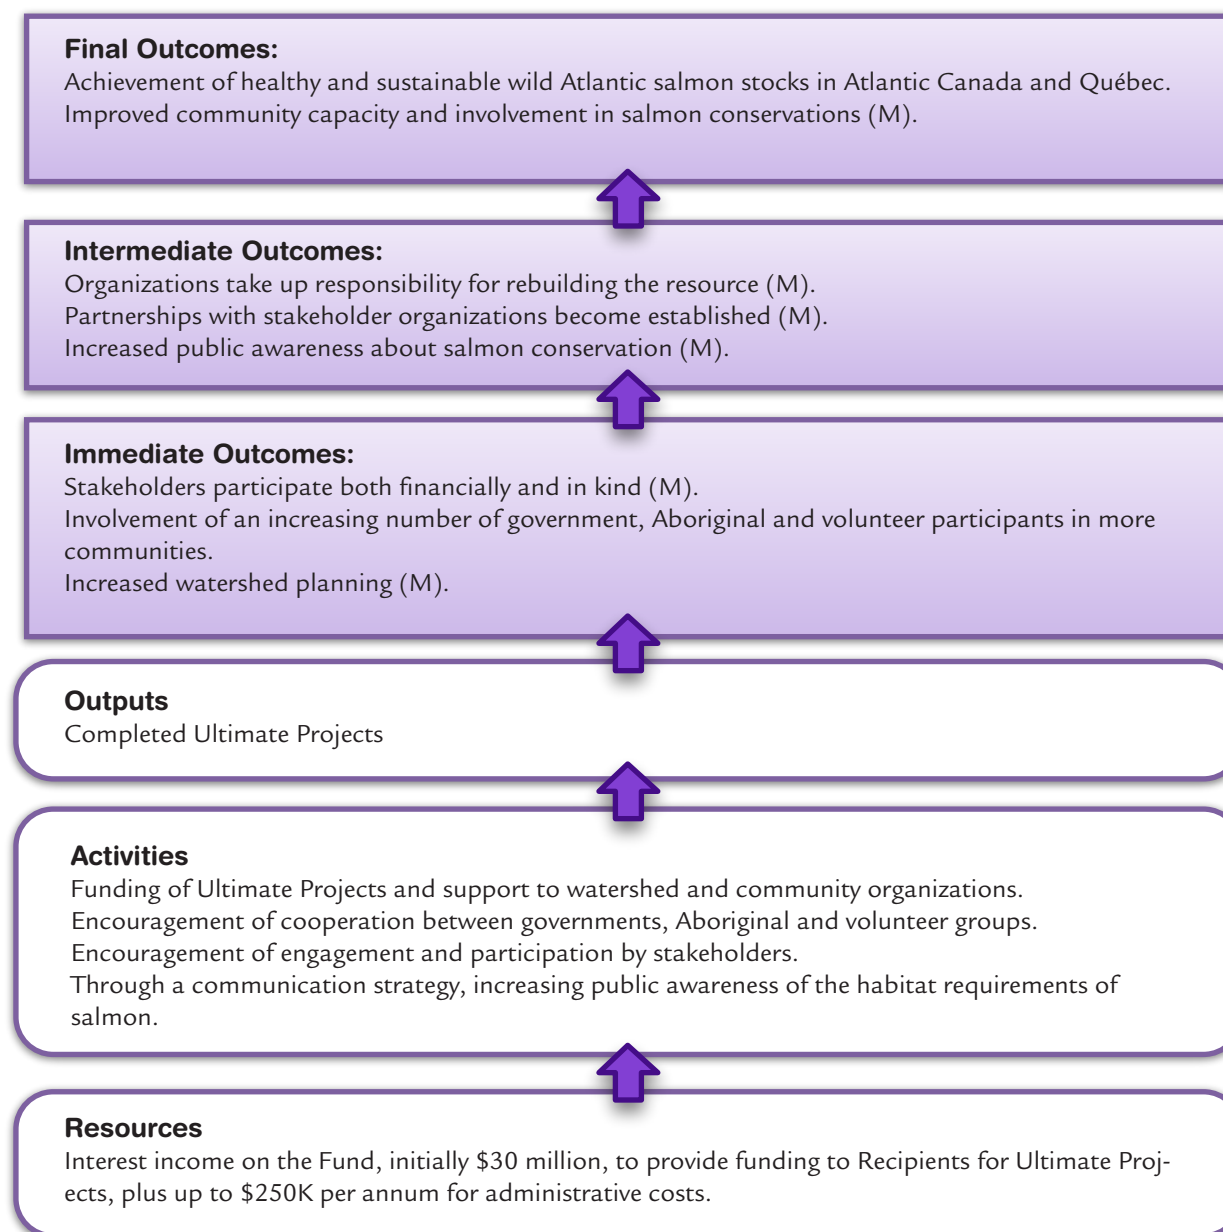 Final Outcomes:
Achievement of healthy and sustainable wild Atlantic salmon stocks in Atlantic Canada and Québec.
Improved community capacity and involvement in salmon conservations (M).
Intermediate Outcomes:
Organizations take up responsibility for rebuilding the resource (M).
Partnerships with stakeholder organizations become established (M).
Increased public awareness about salmon conservation (M).
Immediate Outcomes:
Stakeholders participate both financially and in kind (M).
Involvement of an increasing number of government, Aboriginal and volunteer participants in more
communities.
Increased watershed planning (M).
Outputs
Completed Ultimate Projects
Activities
Funding of Ultimate Projects and support to watershed and community organizations.
Encouragement of cooperation between governments, Aboriginal and volunteer groups.
Encouragement of engagement and participation by stakeholders.
Through a communication strategy, increasing public awareness of the habitat requirements of
salmon.
Resources
Interest income on the Fund, initially $30 million, to provide funding to Recipients for Ultimate Proj-
ects, plus up to $250K per annum for administrative costs.